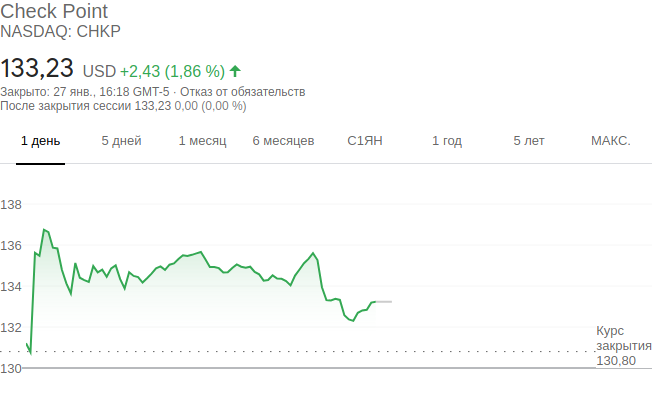 Check Point
NASDAQ: CHKP
133,23 USD +2,43 (1,86 %)
Закрыто: 27 янв., 16:18 GMT-5 · Отказ от обязательств
После закрытия сессии 133,23 0,00 (0,00 %)
1 день 5 дней 1 месяц 6 месяцев С1ЯН 1 год 5 лет МАКС.
138
136
134
132
130
Курс
закрытия
130,80